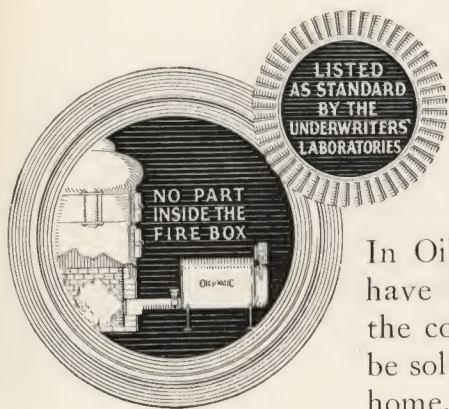 LISTED
AS STANDARD
BY THE
UNDERWRITERS'
LABORATORIES
NO PART
INSIDE THE
FIRE BOX
OIL-O-MATIC
In Oil
have
the co
be sol
home.